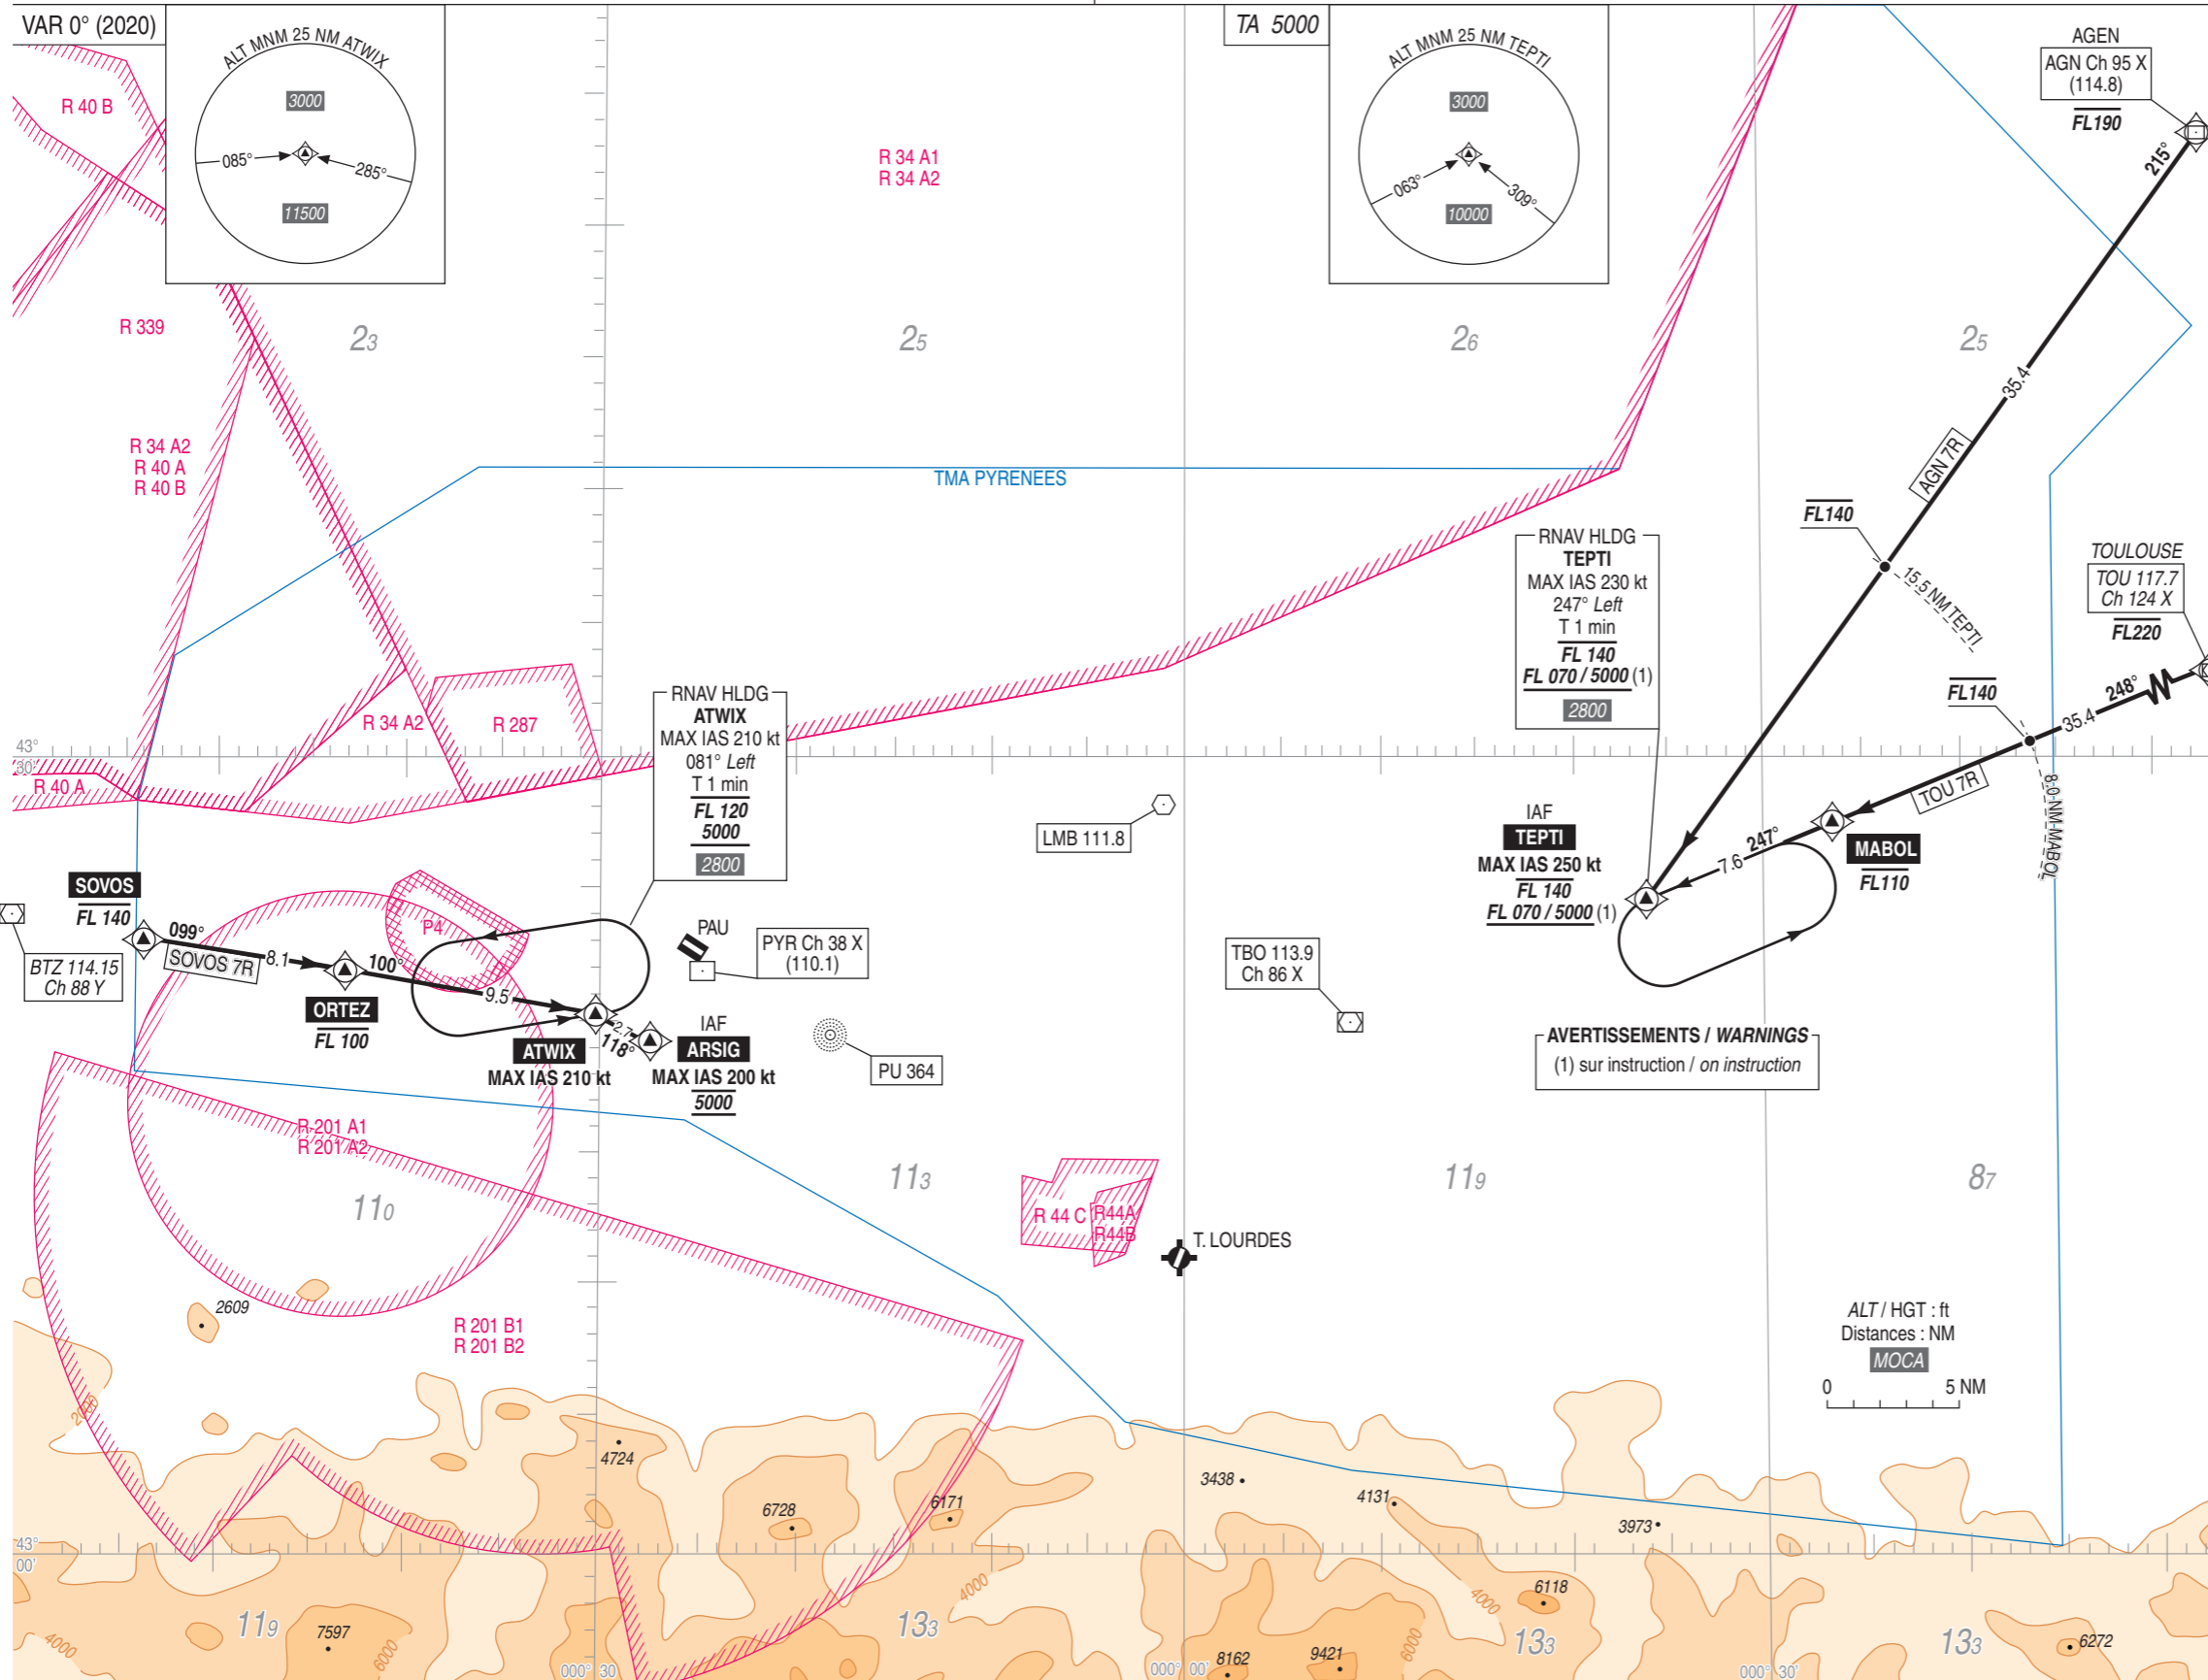 VAR 0° (2020)
ALT MNM 25 NM ATWIX
3000
085°
285°
11500
TA 5000
ALT MNM 25 NM TEPTI
3000
063°
309°
10000
AGEN
AGN Ch 95 X
(114.8)
FL190
215°
R 40 B
R 34 A1
R 34 A2
R 339
23
25
26
25
35.4
AGN 7R
R 34 A2
R 40 A
R 40 B
TMA PYRENEES
FL140
15.5 NM TEPTI
RNAV HLDG
TEPTI
MAX IAS 230 kt
247° Left
T 1 min
FL 140
FL 070 / 5000 (1)
2800
TOULOUSE
TOU 117.7
Ch 124 X
FL220
248°
35.4
FL140
TOU 7R
8.0 NM MABOL
RNAV HLDG
ATWIX
MAX IAS 210 kt
081° Left
T 1 min
FL 120
5000
2800
R 34 A2
R 287
43°
30'
R 40 A
LMB 111.8
IAF
TEPTI
MAX IAS 250 kt
FL 140
FL 070 / 5000 (1)
247°
7.6
MABOL
FL110
SOVOS
FL 140
099°
SOVOS 7R
8.1
BTZ 114.15
Ch 88 Y
P4
100°
9.5
ORTEZ
FL 100
PAU
PYR Ch 38 X
(110.1)
TBO 113.9
Ch 86 X
2.7
118°
ATWIX
MAX IAS 210 kt
IAF
ARSIG
MAX IAS 200 kt
5000
PU 364
AVERTISSEMENTS / WARNINGS
(1) sur instruction / on instruction
R 201 A1
R 201 A2
110
113
119
87
R 44 C
R44A
R44B
T. LOURDES
2609
R 201 B1
R 201 B2
ALT / HGT : ft
Distances : NM
MOCA
0
5 NM
2000
4724
6728
6171
3438
4131
3973
43°
00'
4000
4000
6118
119
7597
6000
133
133
133
4000
8162
9421
6000
6272
000° 30
000° 00'
000° 30'